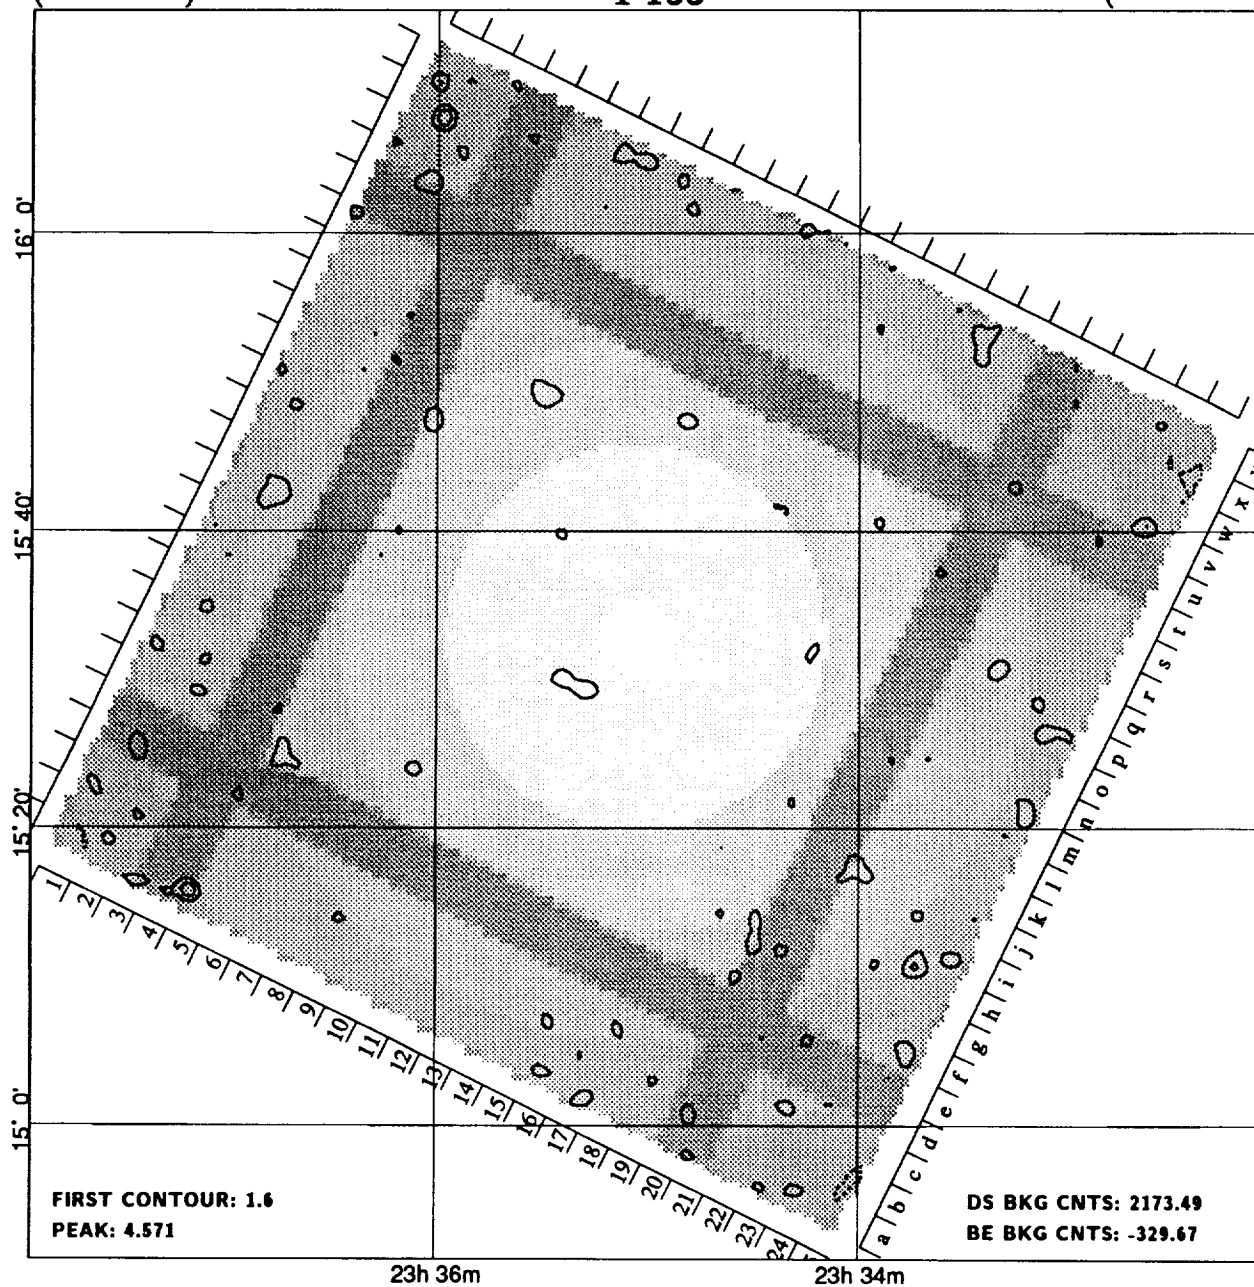 16° 0'
15° 40'
15° 20'
15° 0'
1 2 3 4 5 6 7 8 9 10 11 12 13 14 15 16 17 18 19 20 21 22 23 24
a b c d e f g h i j k l m n o p q r s t u v w x
FIRST CONTOUR: 1.6
PEAK: 4.571
DS BKG CNTS: 2173.49
BE BKG CNTS: -329.67
23h 36m
23h 34m